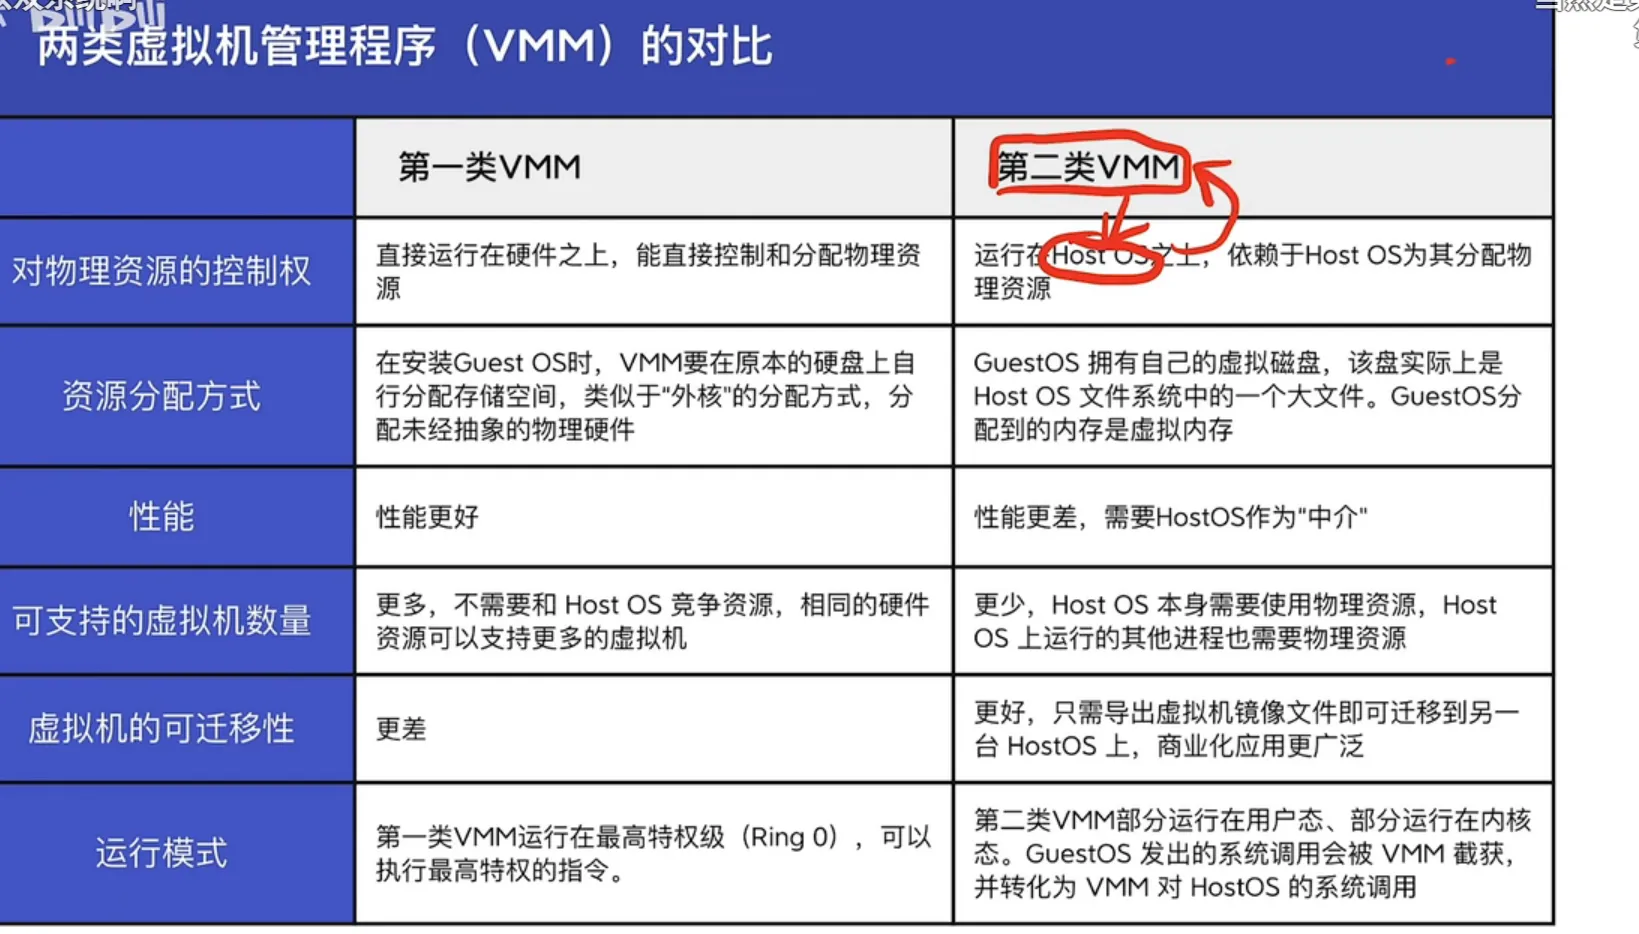 两类虚拟机管理程序（VMM）的对比
第一类VMM
第二类VMM
对物理资源的控制权
直接运行在硬件之上，能直接控制和分配物理资
源
运行在Host OS之上，依赖于Host OS为其分配物
理资源
资源分配方式
在安装Guest OS时，VMM要在原本的硬盘上自
行分配存储空间，类似于“外核”的分配方式，分
配未经抽象的物理硬件
GuestOS 拥有自己的虚拟磁盘，该盘实际上是
Host OS 文件系统中的一个大文件。GuestOS分
配到的内存是虚拟内存
性能
性能更好
性能更差，需要HostOS作为“中介”
可支持的虚拟机数量
更多，不需要和 Host OS 竞争资源，相同的硬件
资源可以支持更多的虚拟机
更少，Host OS 本身需要使用物理资源，Host
OS 上运行的其他进程也需要物理资源
虚拟机的可迁移性
更差
更好，只需导出虚拟机镜像文件即可迁移到另一
台 HostOS 上，商业化应用更广泛
运行模式
第一类VMM运行在最高特权级（Ring 0），可以
执行最高特权的指令。
第二类VMM部分运行在用户态、部分运行在内核
态。GuestOS 发出的系统调用会被 VMM 截获，
并转化为 VMM 对 HostOS 的系统调用